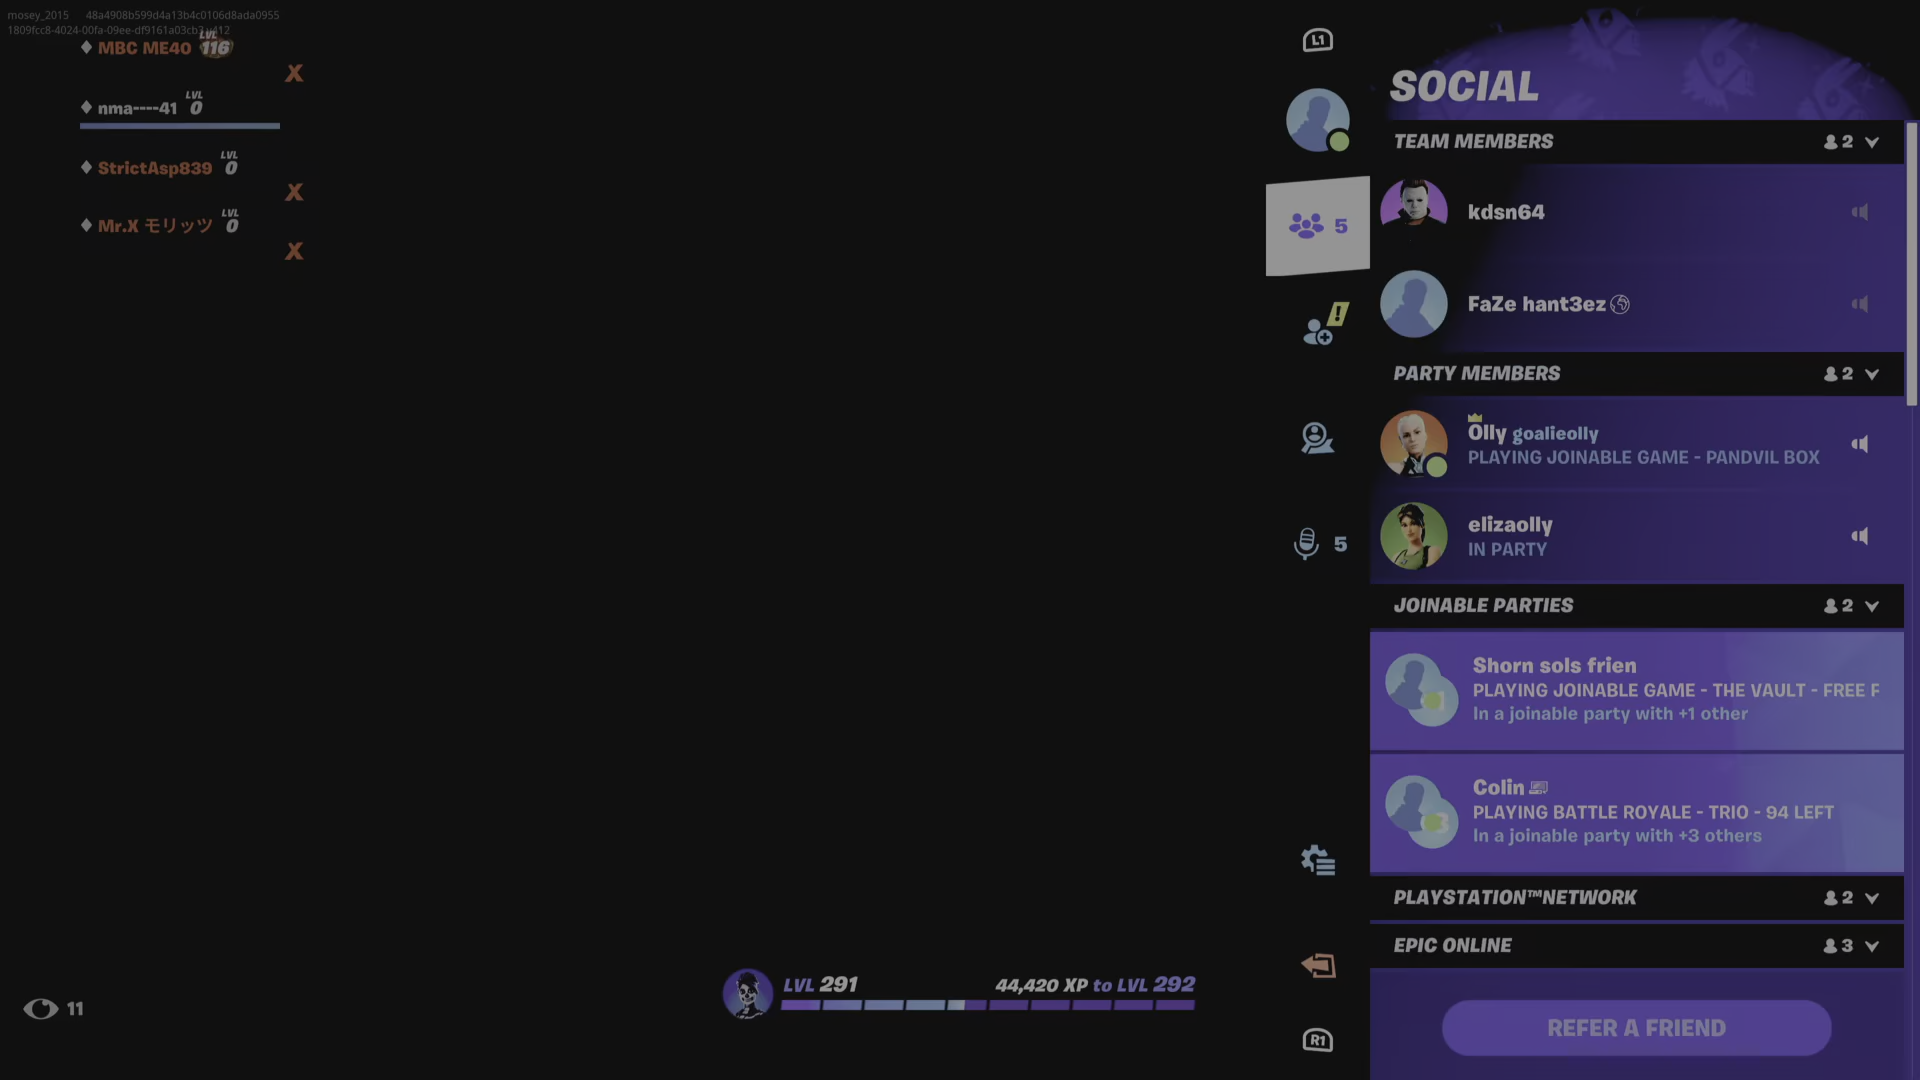 mosey_2015 48a4908b599d4a13b4c0106d8ada0955
MBC ME40 LVL 116
X
nma----41 LVL 0
StrictAsp839 LVL 0
X
Mr.X モリッツ LVL 0
X
11
LVL 291
44,420 XP to LVL 292
L1
5
!
5
R1
SOCIAL
TEAM MEMBERS 2
kdsn64
FaZe hant3ez
PARTY MEMBERS 2
Olly goalieolly
PLAYING JOINABLE GAME - PANDVIL BOX
elizaolly
IN PARTY
JOINABLE PARTIES 2
Shorn sols frien
PLAYING JOINABLE GAME - THE VAULT - FREE F
In a joinable party with +1 other
Colin
PLAYING BATTLE ROYALE - TRIO - 94 LEFT
In a joinable party with +3 others
PLAYSTATION™NETWORK 2
EPIC ONLINE 3
REFER A FRIEND